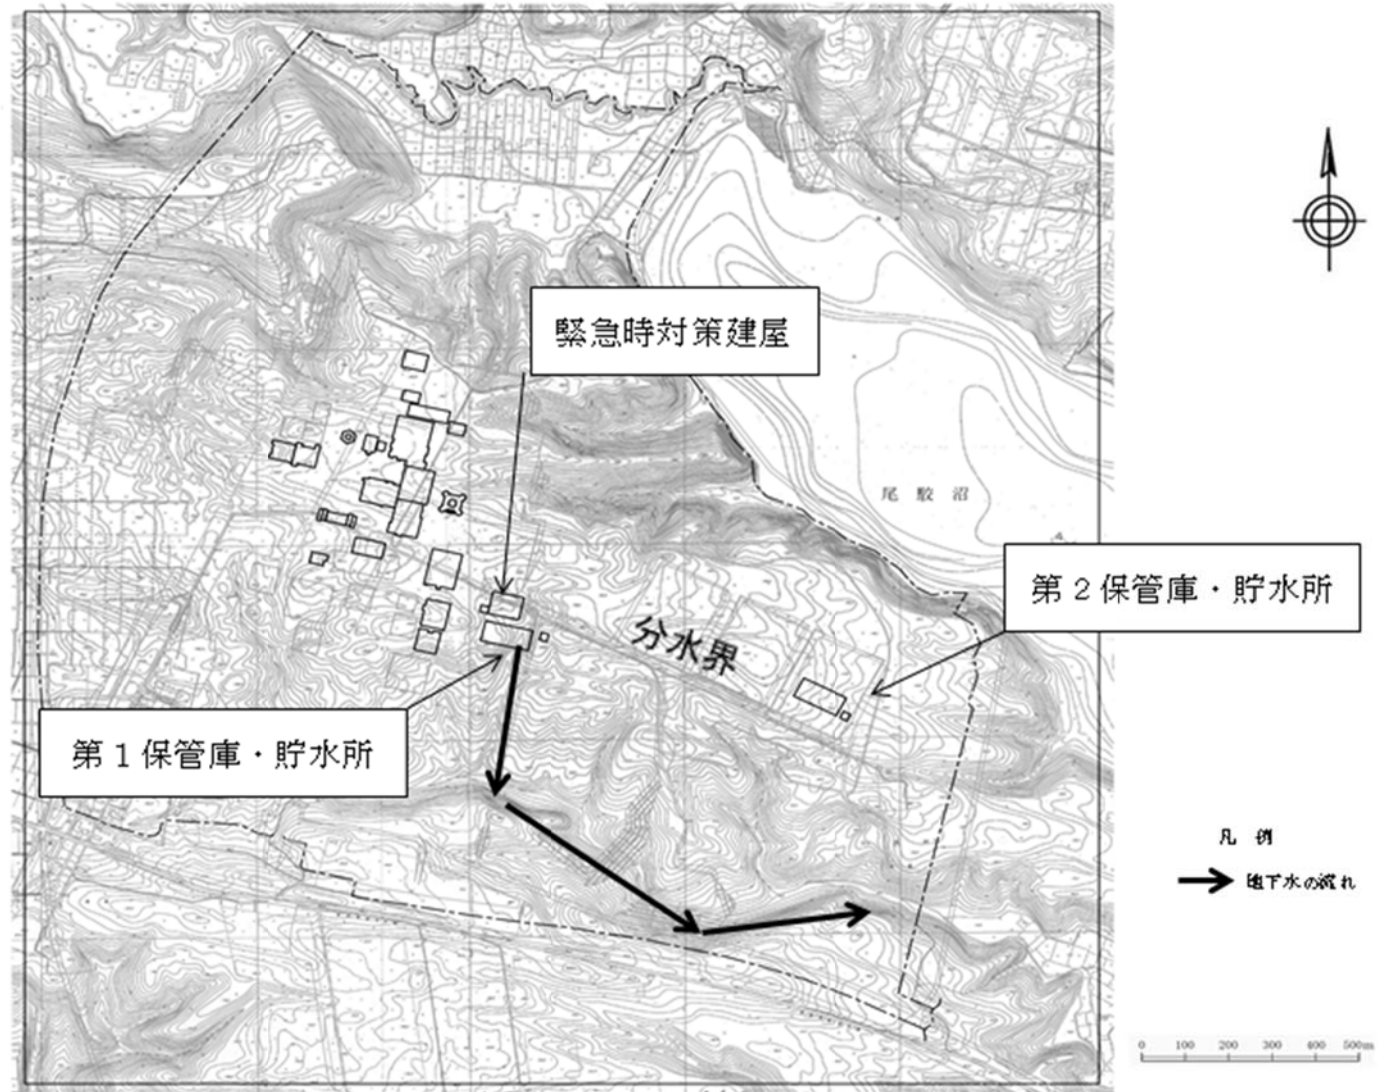 緊急時対策建屋
尾駮沼
第2保管庫・貯水所
分水界
第1保管庫・貯水所
凡例
地下水の流れ
0 100 200 300 400 500m